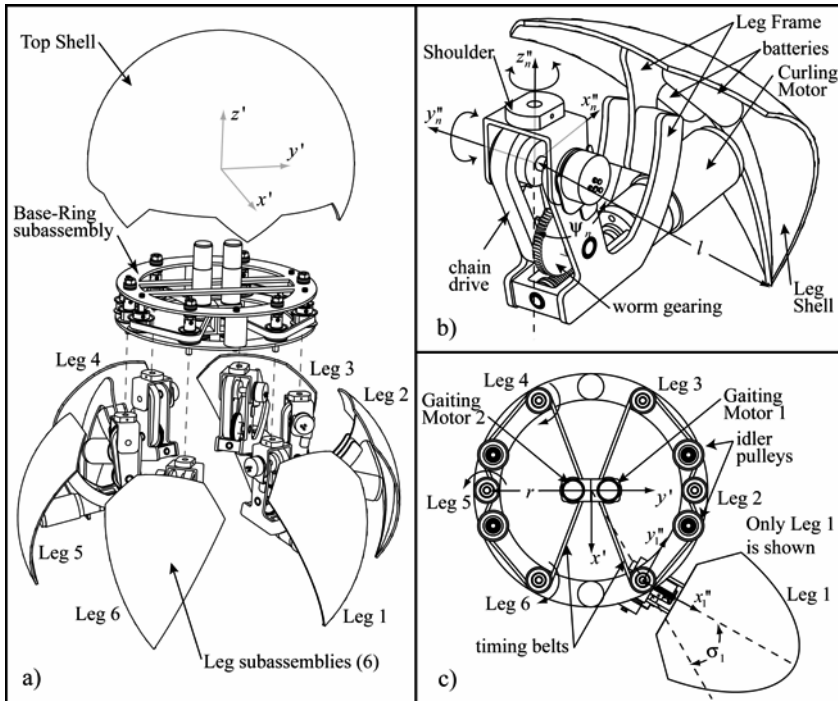 Top Shell
z'
y'
x'
Base-Ring
subassembly
Leg 4
Leg 3
Leg 2
Leg 5
Leg 6
Leg 1
Leg subassemblies (6)
a)
Leg Frame
batteries
Curling
Motor
Shoulder
z"n
x"n
y"n
ψn
l
chain
drive
worm gearing
Leg
Shell
b)
Leg 4
Leg 3
Gaiting
Motor 2
Gaiting
Motor 1
idler
pulleys
Leg 5
r
y'
Leg 2
x'
y"1
Only Leg 1
is shown
Leg 6
x"1
Leg 1
timing belts
σ1
c)